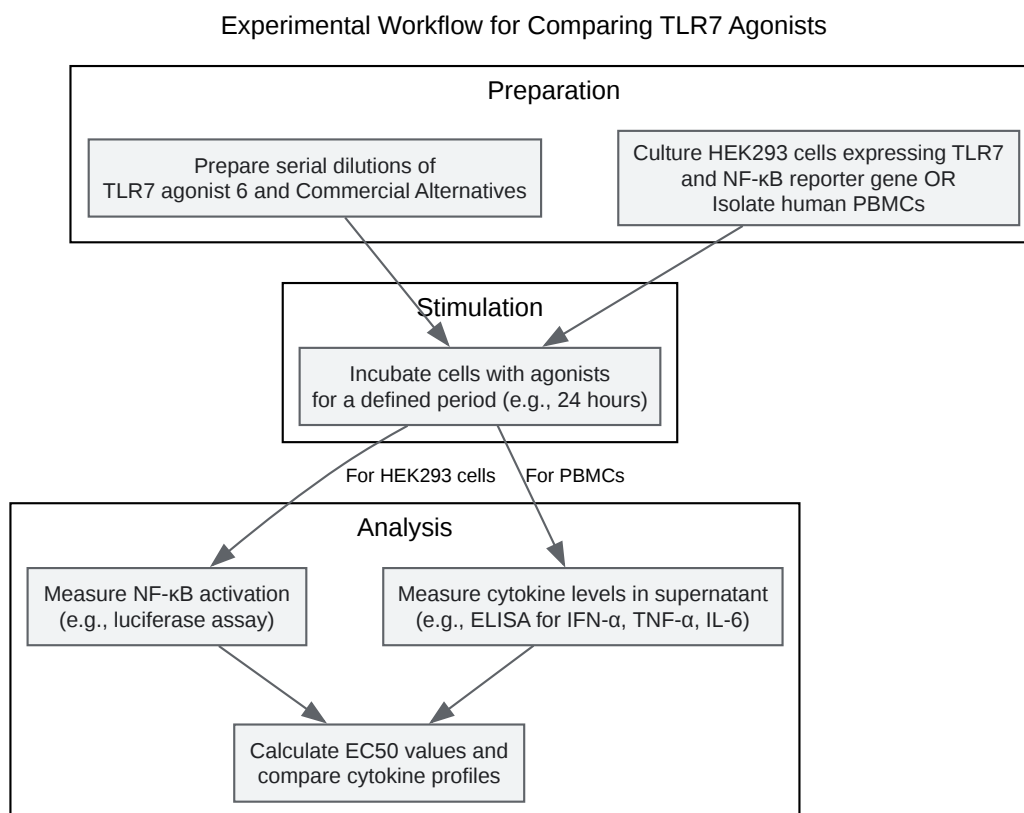 Experimental Workflow for Comparing TLR7 Agonists
Preparation
Prepare serial dilutions of
TLR7 agonist 6 and Commercial Alternatives
Culture HEK293 cells expressing TLR7
and NF-κB reporter gene OR
Isolate human PBMCs
Stimulation
Incubate cells with agonists
for a defined period (e.g., 24 hours)
For HEK293 cells
For PBMCs
Analysis
Measure NF-κB activation
(e.g., luciferase assay)
Measure cytokine levels in supernatant
(e.g., ELISA for IFN-α, TNF-α, IL-6)
Calculate EC50 values and
compare cytokine profiles